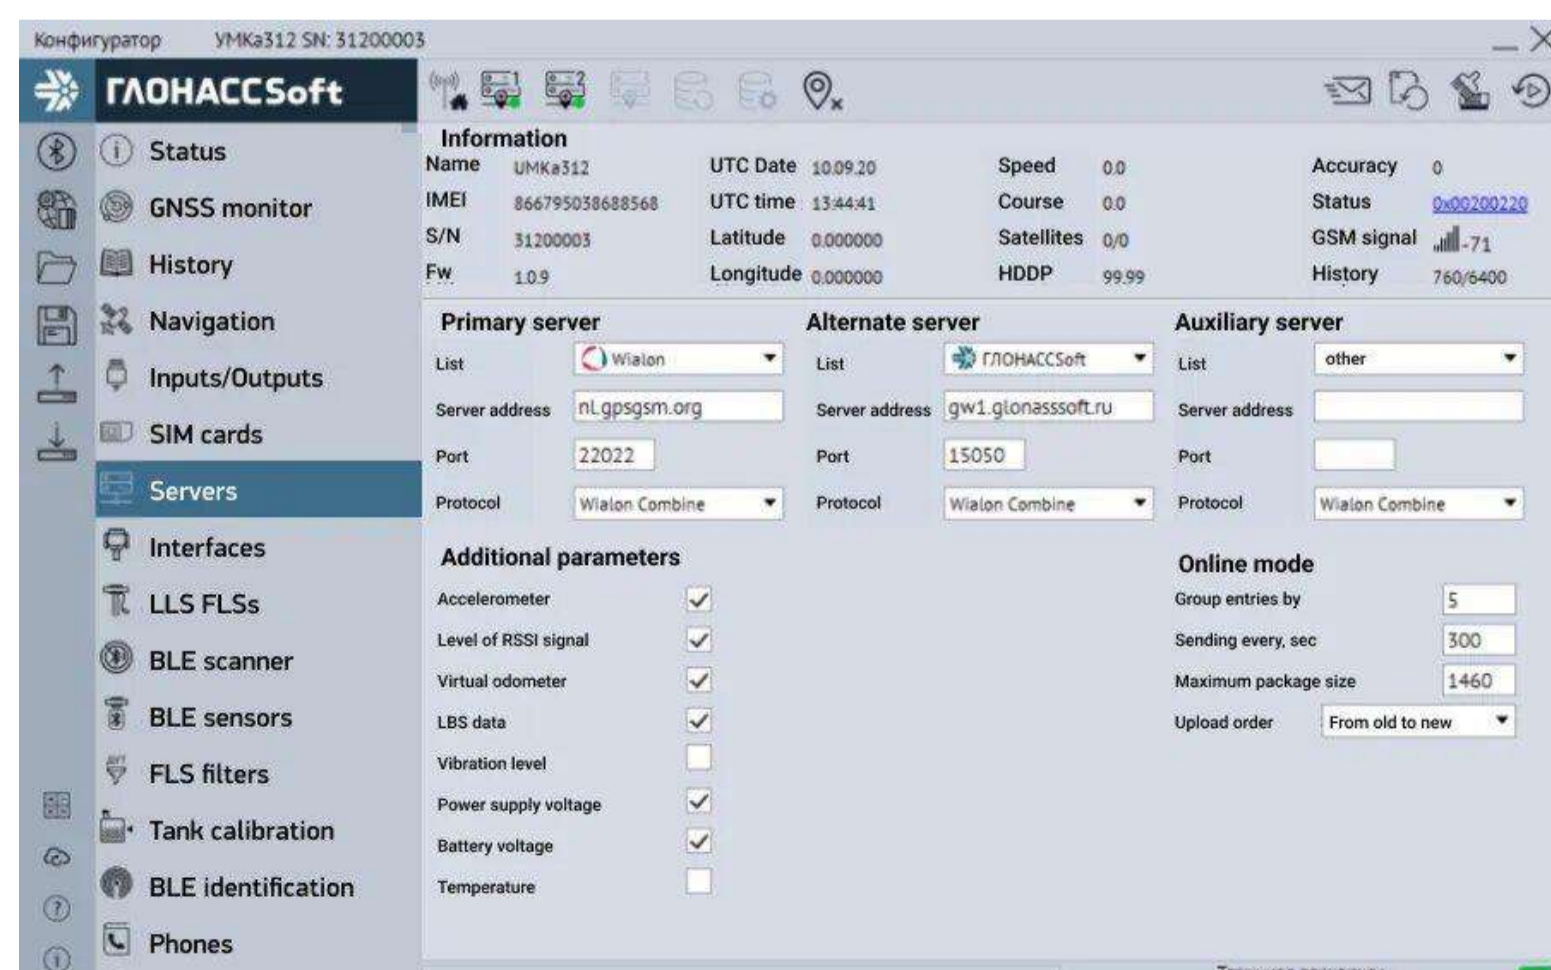 Конфигуратор УМКа312 SN: 31200003
ГЛОНАССSoft
1 2
Status
GNSS monitor
History
Navigation
Inputs/Outputs
SIM cards
Servers
Interfaces
LLS FLSs
BLE scanner
BLE sensors
FLS filters
Tank calibration
BLE identification
Phones
Information
Name UMKa312 UTC Date 10.09.20 Speed 0.0 Accuracy 0
IMEI 866795038688568 UTC time 13:44:41 Course 0.0 Status 0x00200220
S/N 31200003 Latitude 0.000000 Satellites 0/0 GSM signal -71
Fw. 1.0.9 Longitude 0.000000 HDDP 99.99 History 760/6400
Primary server Alternate server Auxiliary server
List Wialon List ГЛОНАССSoft List other
Server address nl.gpsgsm.org Server address gw1.glonasssoft.ru Server address
Port 22022 Port 15050 Port
Protocol Wialon Combine Protocol Wialon Combine Protocol Wialon Combine
Additional parameters
Accelerometer
Level of RSSI signal
Virtual odometer
LBS data
Vibration level
Power supply voltage
Battery voltage
Temperature
Online mode
Group entries by 5
Sending every, sec 300
Maximum package size 1460
Upload order From old to new